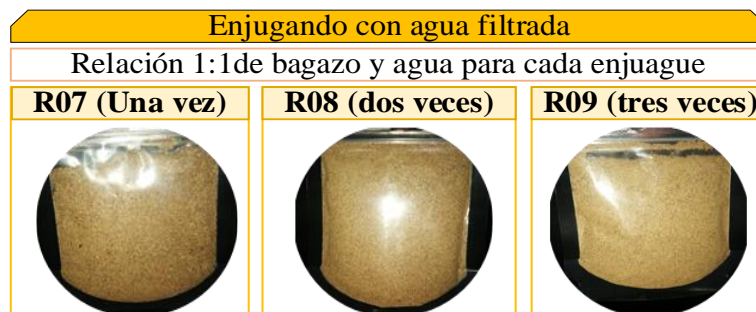 Enjugando con agua filtrada
Relación 1:1de bagazo y agua para cada enjuague
R07 (Una vez)
R08 (dos veces)
R09 (tres veces)